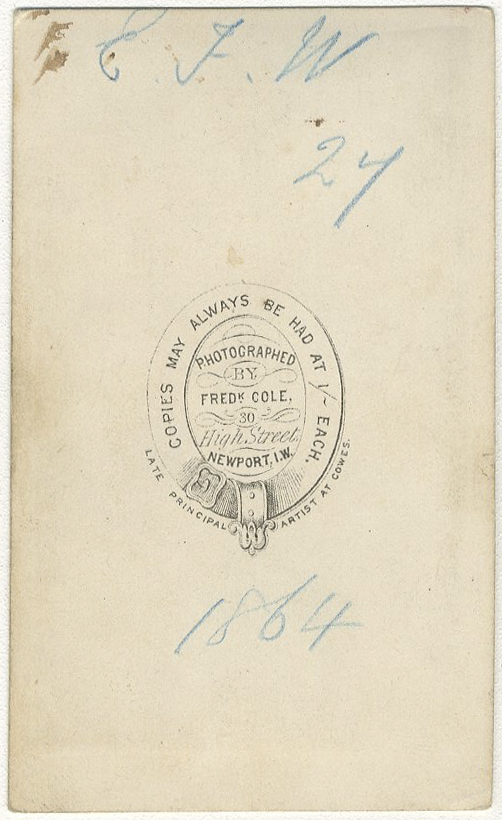 E. F. W
27
COPIES MAY ALWAYS BE HAD AT 1/- EACH.
PHOTOGRAPHED
BY
FREDK COLE,
30
High Street,
NEWPORT, I.W.
LATE PRINCIPAL ARTIST AT COWES.
1864